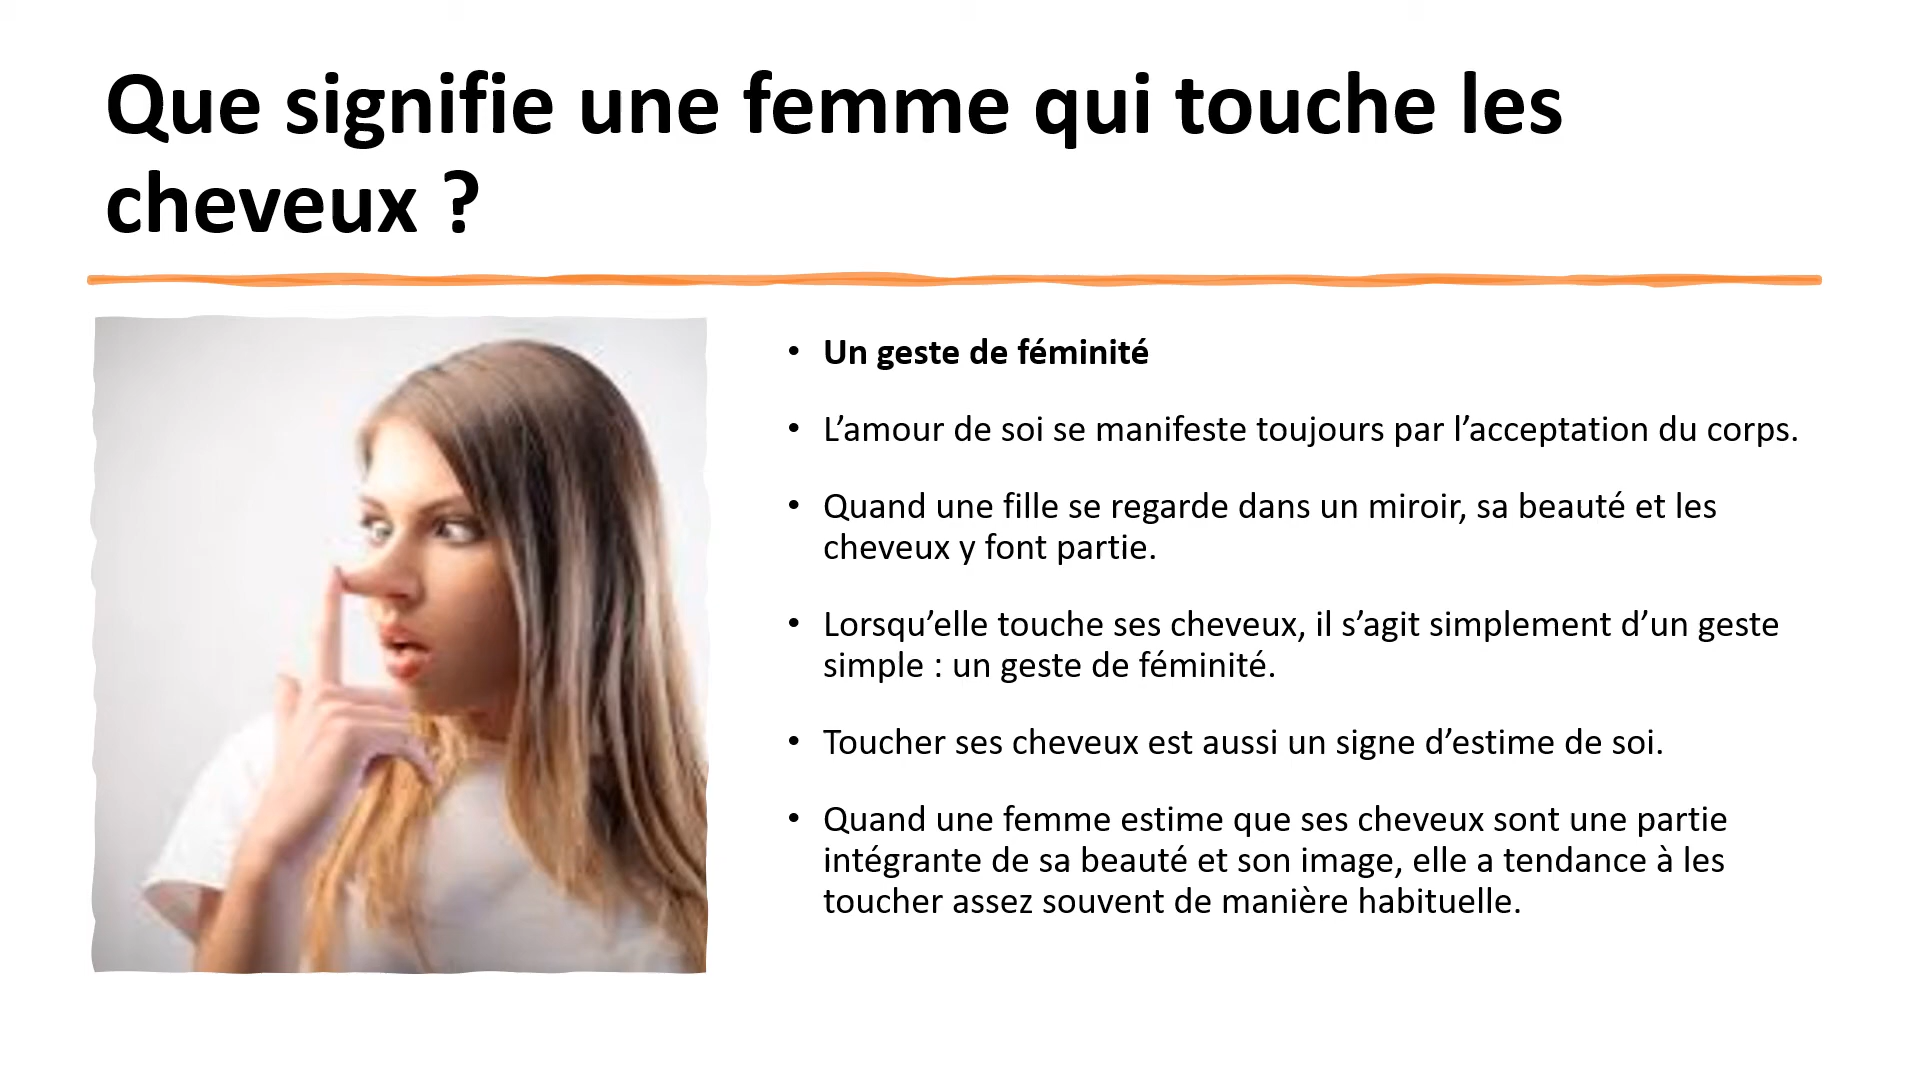 Que signifie une femme qui touche les
cheveux ?
• Un geste de féminité
• L’amour de soi se manifeste toujours par l’acceptation du corps.
• Quand une fille se regarde dans un miroir, sa beauté et les
cheveux y font partie.
• Lorsqu’elle touche ses cheveux, il s’agit simplement d’un geste
simple : un geste de féminité.
• Toucher ses cheveux est aussi un signe d’estime de soi.
• Quand une femme estime que ses cheveux sont une partie
intégrante de sa beauté et son image, elle a tendance à les
toucher assez souvent de manière habituelle.